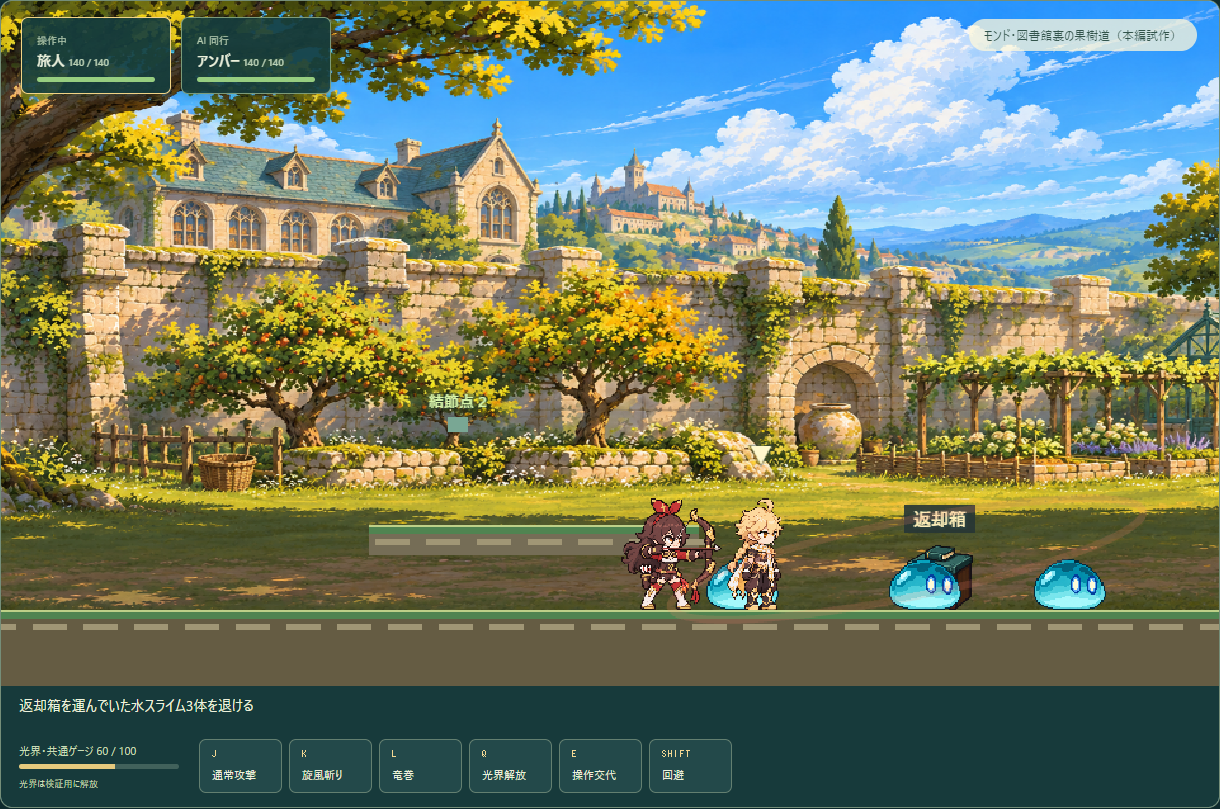 操作中
旅人 140 / 140
AI 同行
アンバー 140 / 140
モンド・図書館裏の果樹道（本編試作）
結節点 2
返却箱
返却箱を運んでいた水スライム3体を退ける
光界・共通ゲージ 60 / 100
光界は検証用に解放
J
通常攻撃
K
旋風斬り
L
竜巻
Q
光界解放
E
操作交代
SHIFT
回避